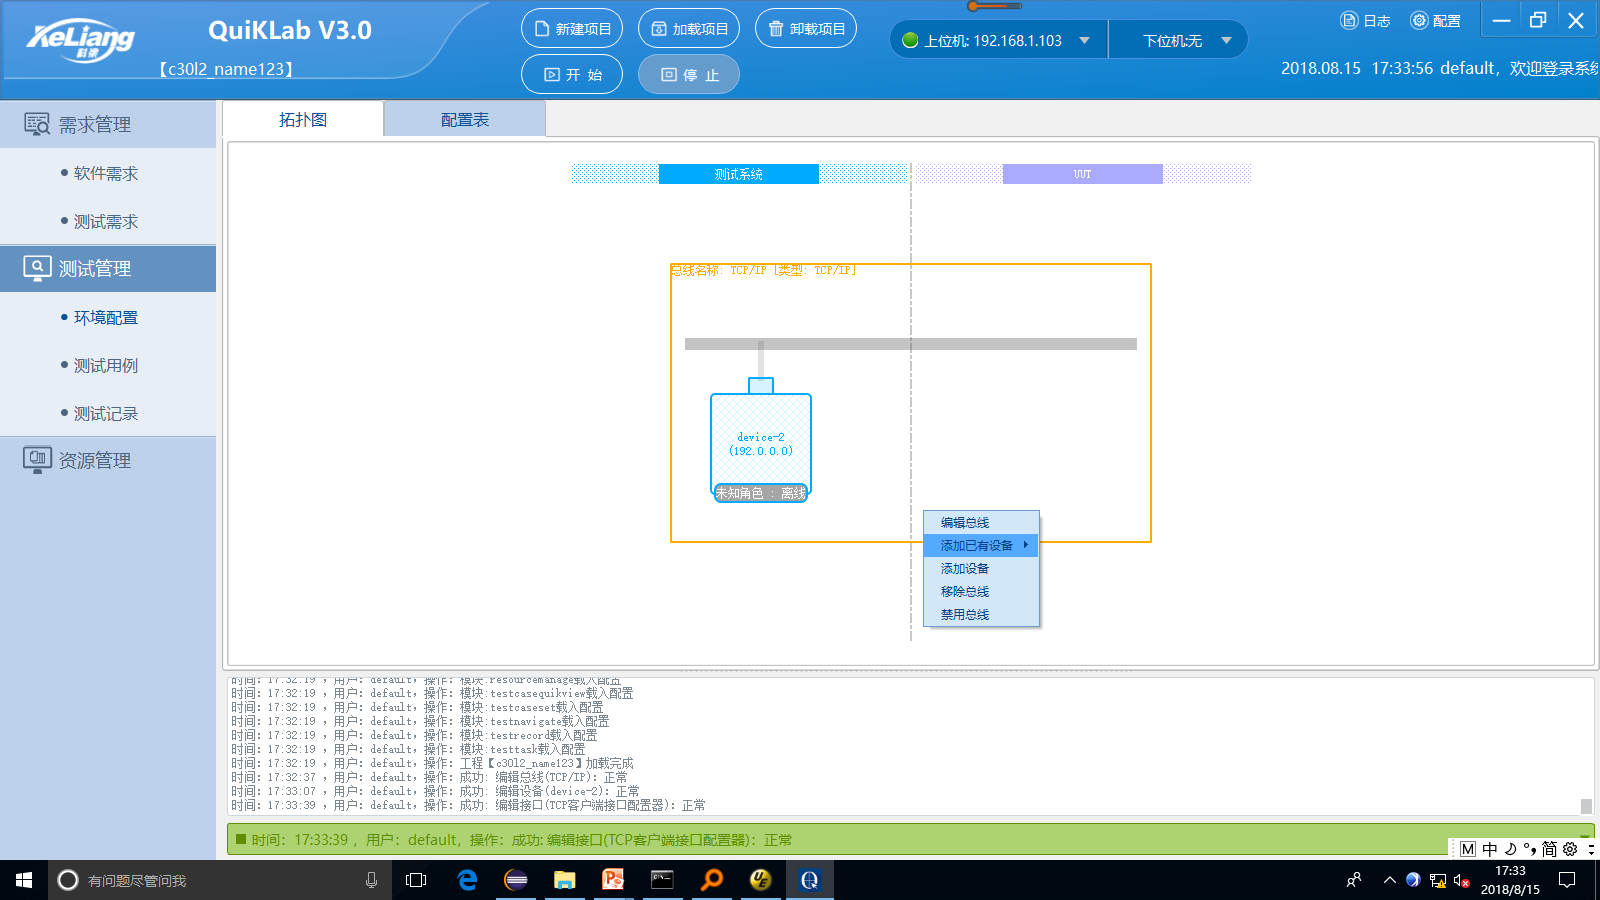 XeLiang
科梁
QuiKLab V3.0
【c30l2_name123】
新建项目
加载项目
卸载项目
开 始
停 止
上位机: 192.168.1.103
下位机:无
日志
配置
2018.08.15 17:33:56 default，欢迎登录系统
需求管理
软件需求
测试需求
测试管理
环境配置
测试用例
测试记录
资源管理
拓扑图
配置表
测试系统
UUT
总线名称: TCP/IP [类型: TCP/IP]
device-2
(192.0.0.0)
未知角色 : 离线
编辑总线
添加已有设备
添加设备
移除总线
禁用总线
时间: 17:32:19 , 用户: default, 操作: 模块:resourcemanage载入配置
时间: 17:32:19 , 用户: default, 操作: 模块:testcasequikview载入配置
时间: 17:32:19 , 用户: default, 操作: 模块:testcaseset载入配置
时间: 17:32:19 , 用户: default, 操作: 模块:testnavigate载入配置
时间: 17:32:19 , 用户: default, 操作: 模块:testrecord载入配置
时间: 17:32:19 , 用户: default, 操作: 模块:testtask载入配置
时间: 17:32:19 , 用户: default, 操作: 工程【c30l2_name123】加载完成
时间: 17:32:37 , 用户: default, 操作: 成功: 编辑总线(TCP/IP): 正常
时间: 17:33:07 , 用户: default, 操作: 成功: 编辑设备(device-2): 正常
时间: 17:33:39 , 用户: default, 操作: 成功: 编辑接口(TCP客户端接口配置器): 正常
时间: 17:33:39 , 用户: default, 操作: 成功: 编辑接口(TCP客户端接口配置器): 正常
M 中 简
有问题尽管问我
17:33
2018/8/15